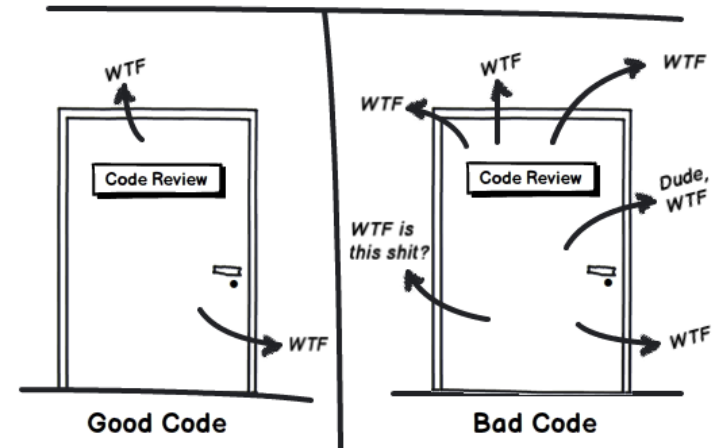 WTF
Code Review
WTF
Good Code
WTF
WTF
WTF
Code Review
Dude,
WTF
WTF is
this shit?
WTF
Bad Code